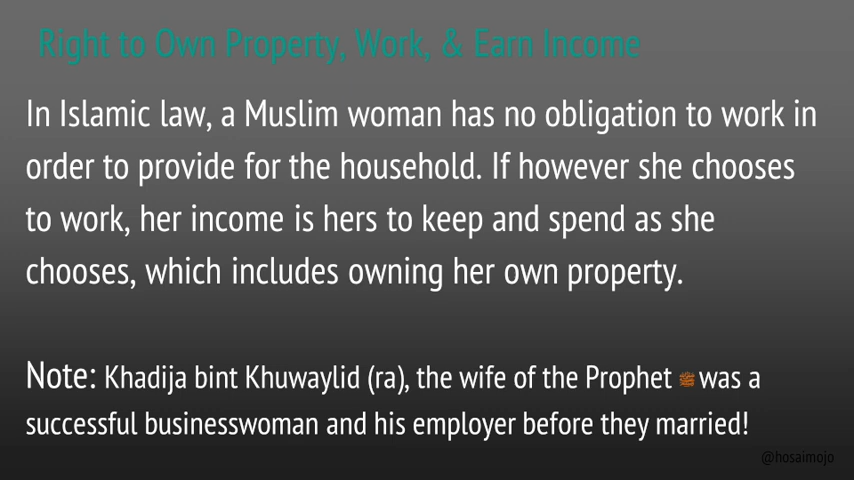 Right to Own Property, Work, & Earn Income
In Islamic law, a Muslim woman has no obligation to work in
order to provide for the household. If however she chooses
to work, her income is hers to keep and spend as she
chooses, which includes owning her own property.
Note: Khadija bint Khuwaylid (ra), the wife of the Prophet ﷺ was a
successful businesswoman and his employer before they married!
@hosaimojo